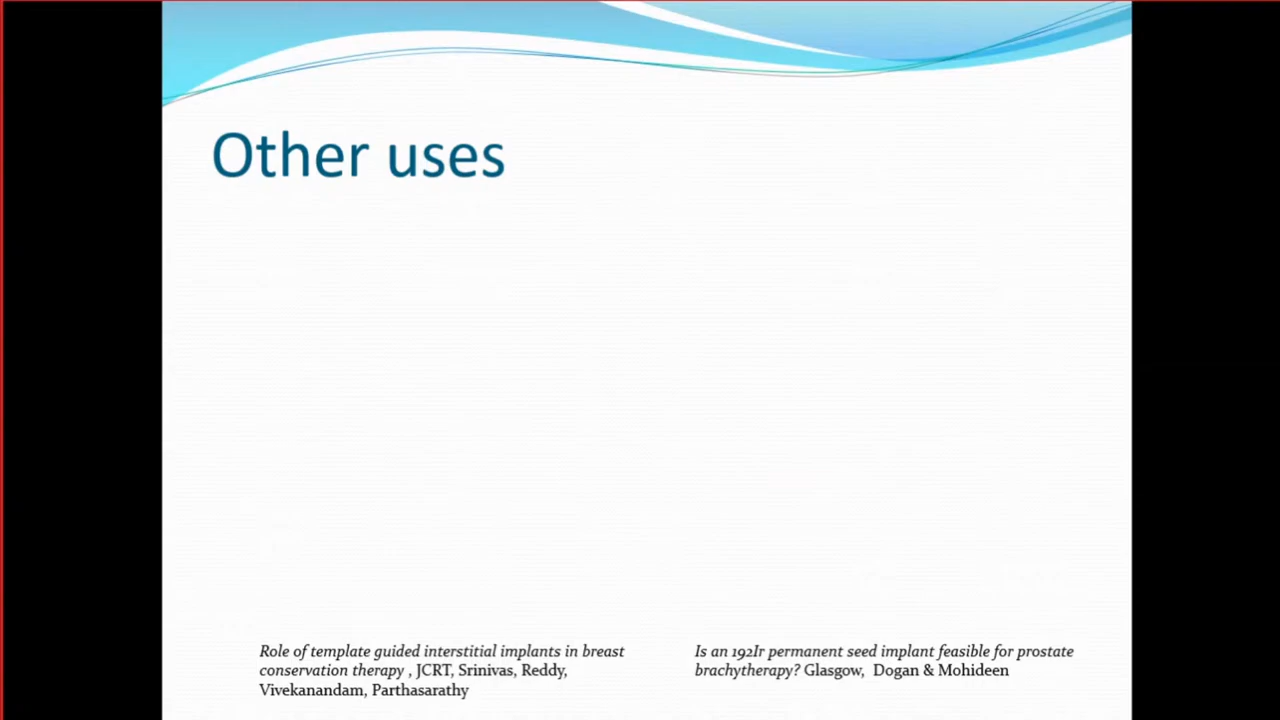 Other uses
Role of template guided interstitial implants in breast
conservation therapy , JCRT, Srinivas, Reddy,
Vivekanandam, Parthasarathy
Is an 192Ir permanent seed implant feasible for prostate
brachytherapy? Glasgow, Dogan & Mohideen